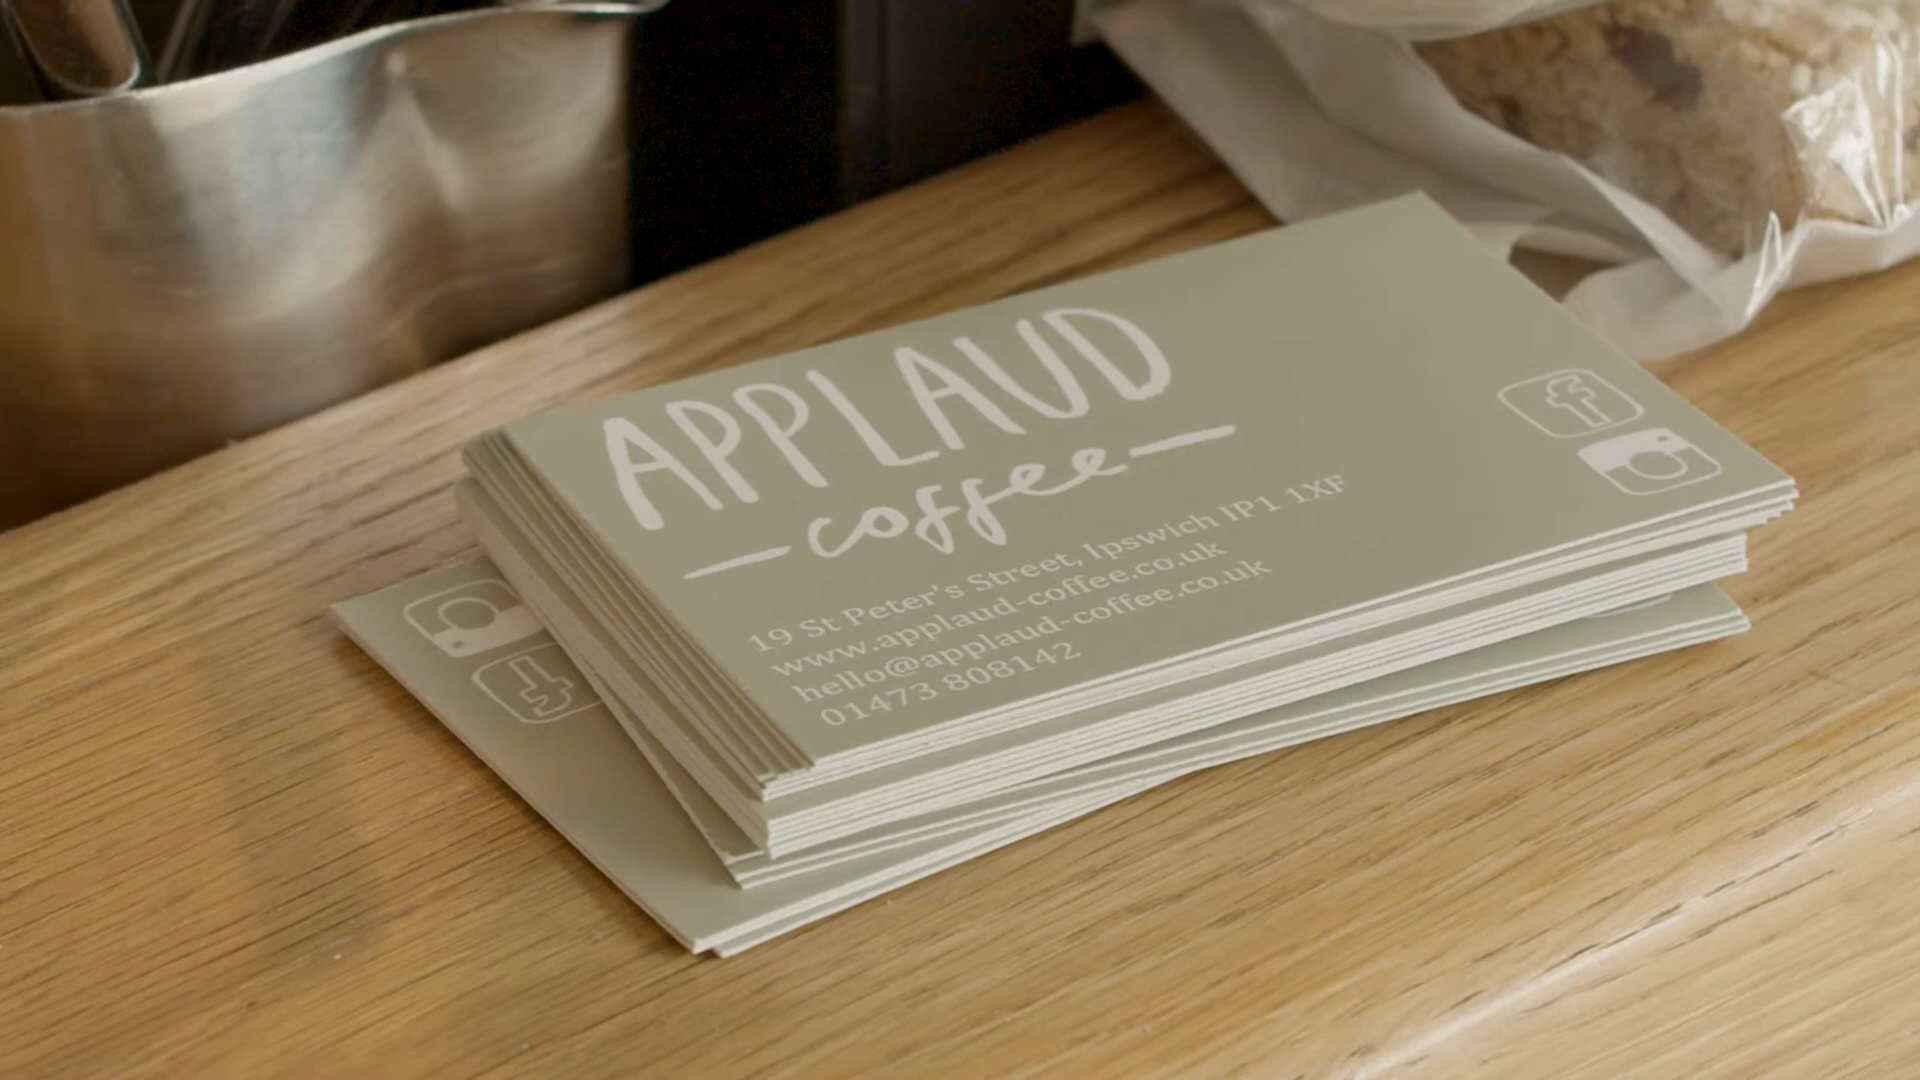 APPLAUD
coffee
19 St Peter's Street, Ipswich IP1 1XF
www.applaud-coffee.co.uk
hello@applaud-coffee.co.uk
01473 808142